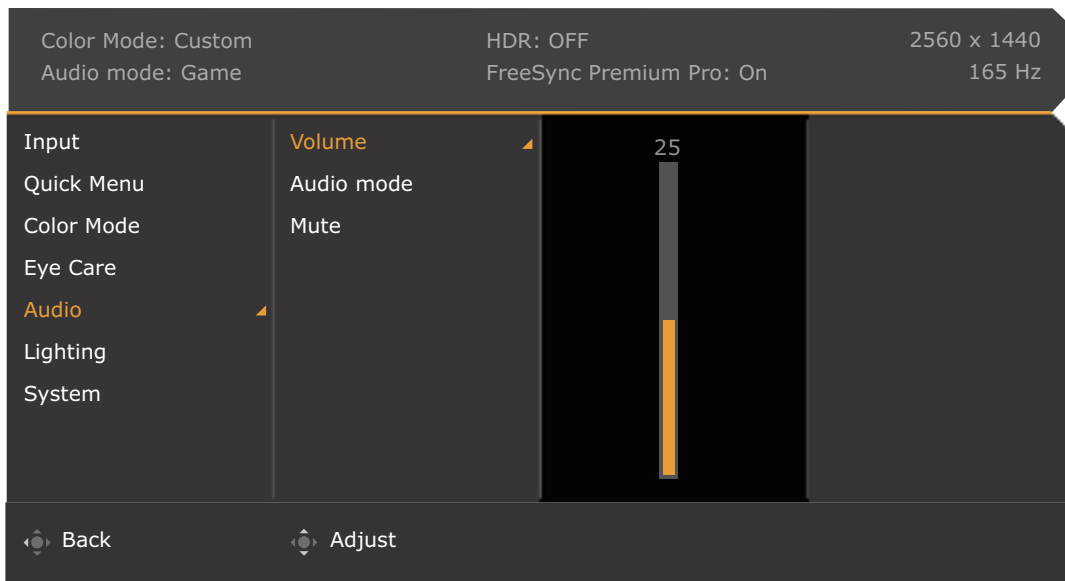 Color Mode: Custom
HDR: OFF
2560 x 1440
Audio mode: Game
FreeSync Premium Pro: On
165 Hz
Input
Quick Menu
Color Mode
Eye Care
Audio
Lighting
System
Volume
Audio mode
Mute
25
Back
Adjust